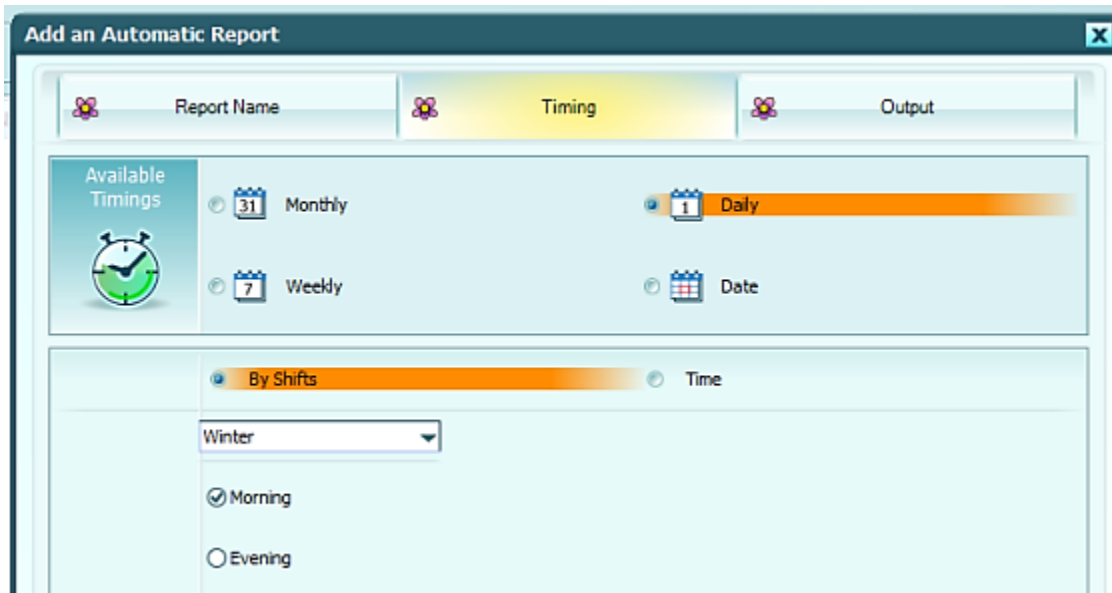 Add an Automatic Report
X
Report Name
Timing
Output
Available
Timings
31 Monthly
1 Daily
7 Weekly
Date
By Shifts
Time
Winter
Morning
Evening